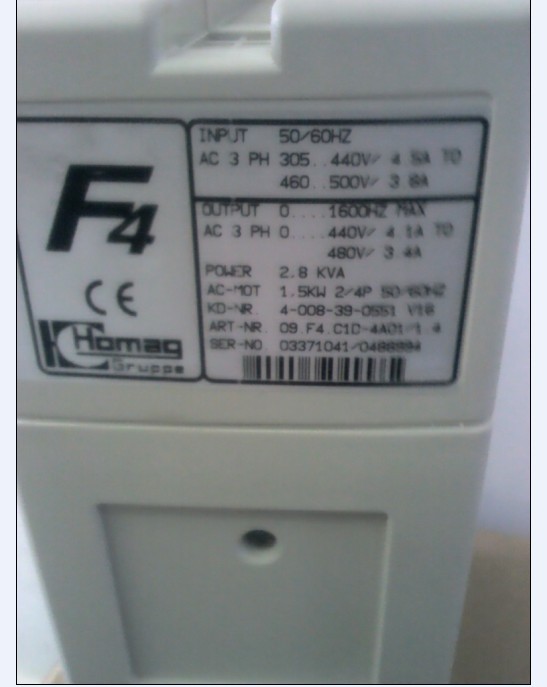 F4
CE
Homag
Gruppe
INPUT 50/60HZ
AC 3 PH 305..440V/ 4.5A TO
460..500V/ 3.8A
OUTPUT 0....1600HZ MAX
AC 3 PH 0....440V/ 4.1A TO
480V/ 3.4A
POWER 2.8 KVA
AC-MOT 1.5KW 2/4P 50/60HZ
KD-NR. 4-008-39-0551 V16
ART-NR. 09.F4.C1D-4A01/1.4
SER-NO. 03371041/